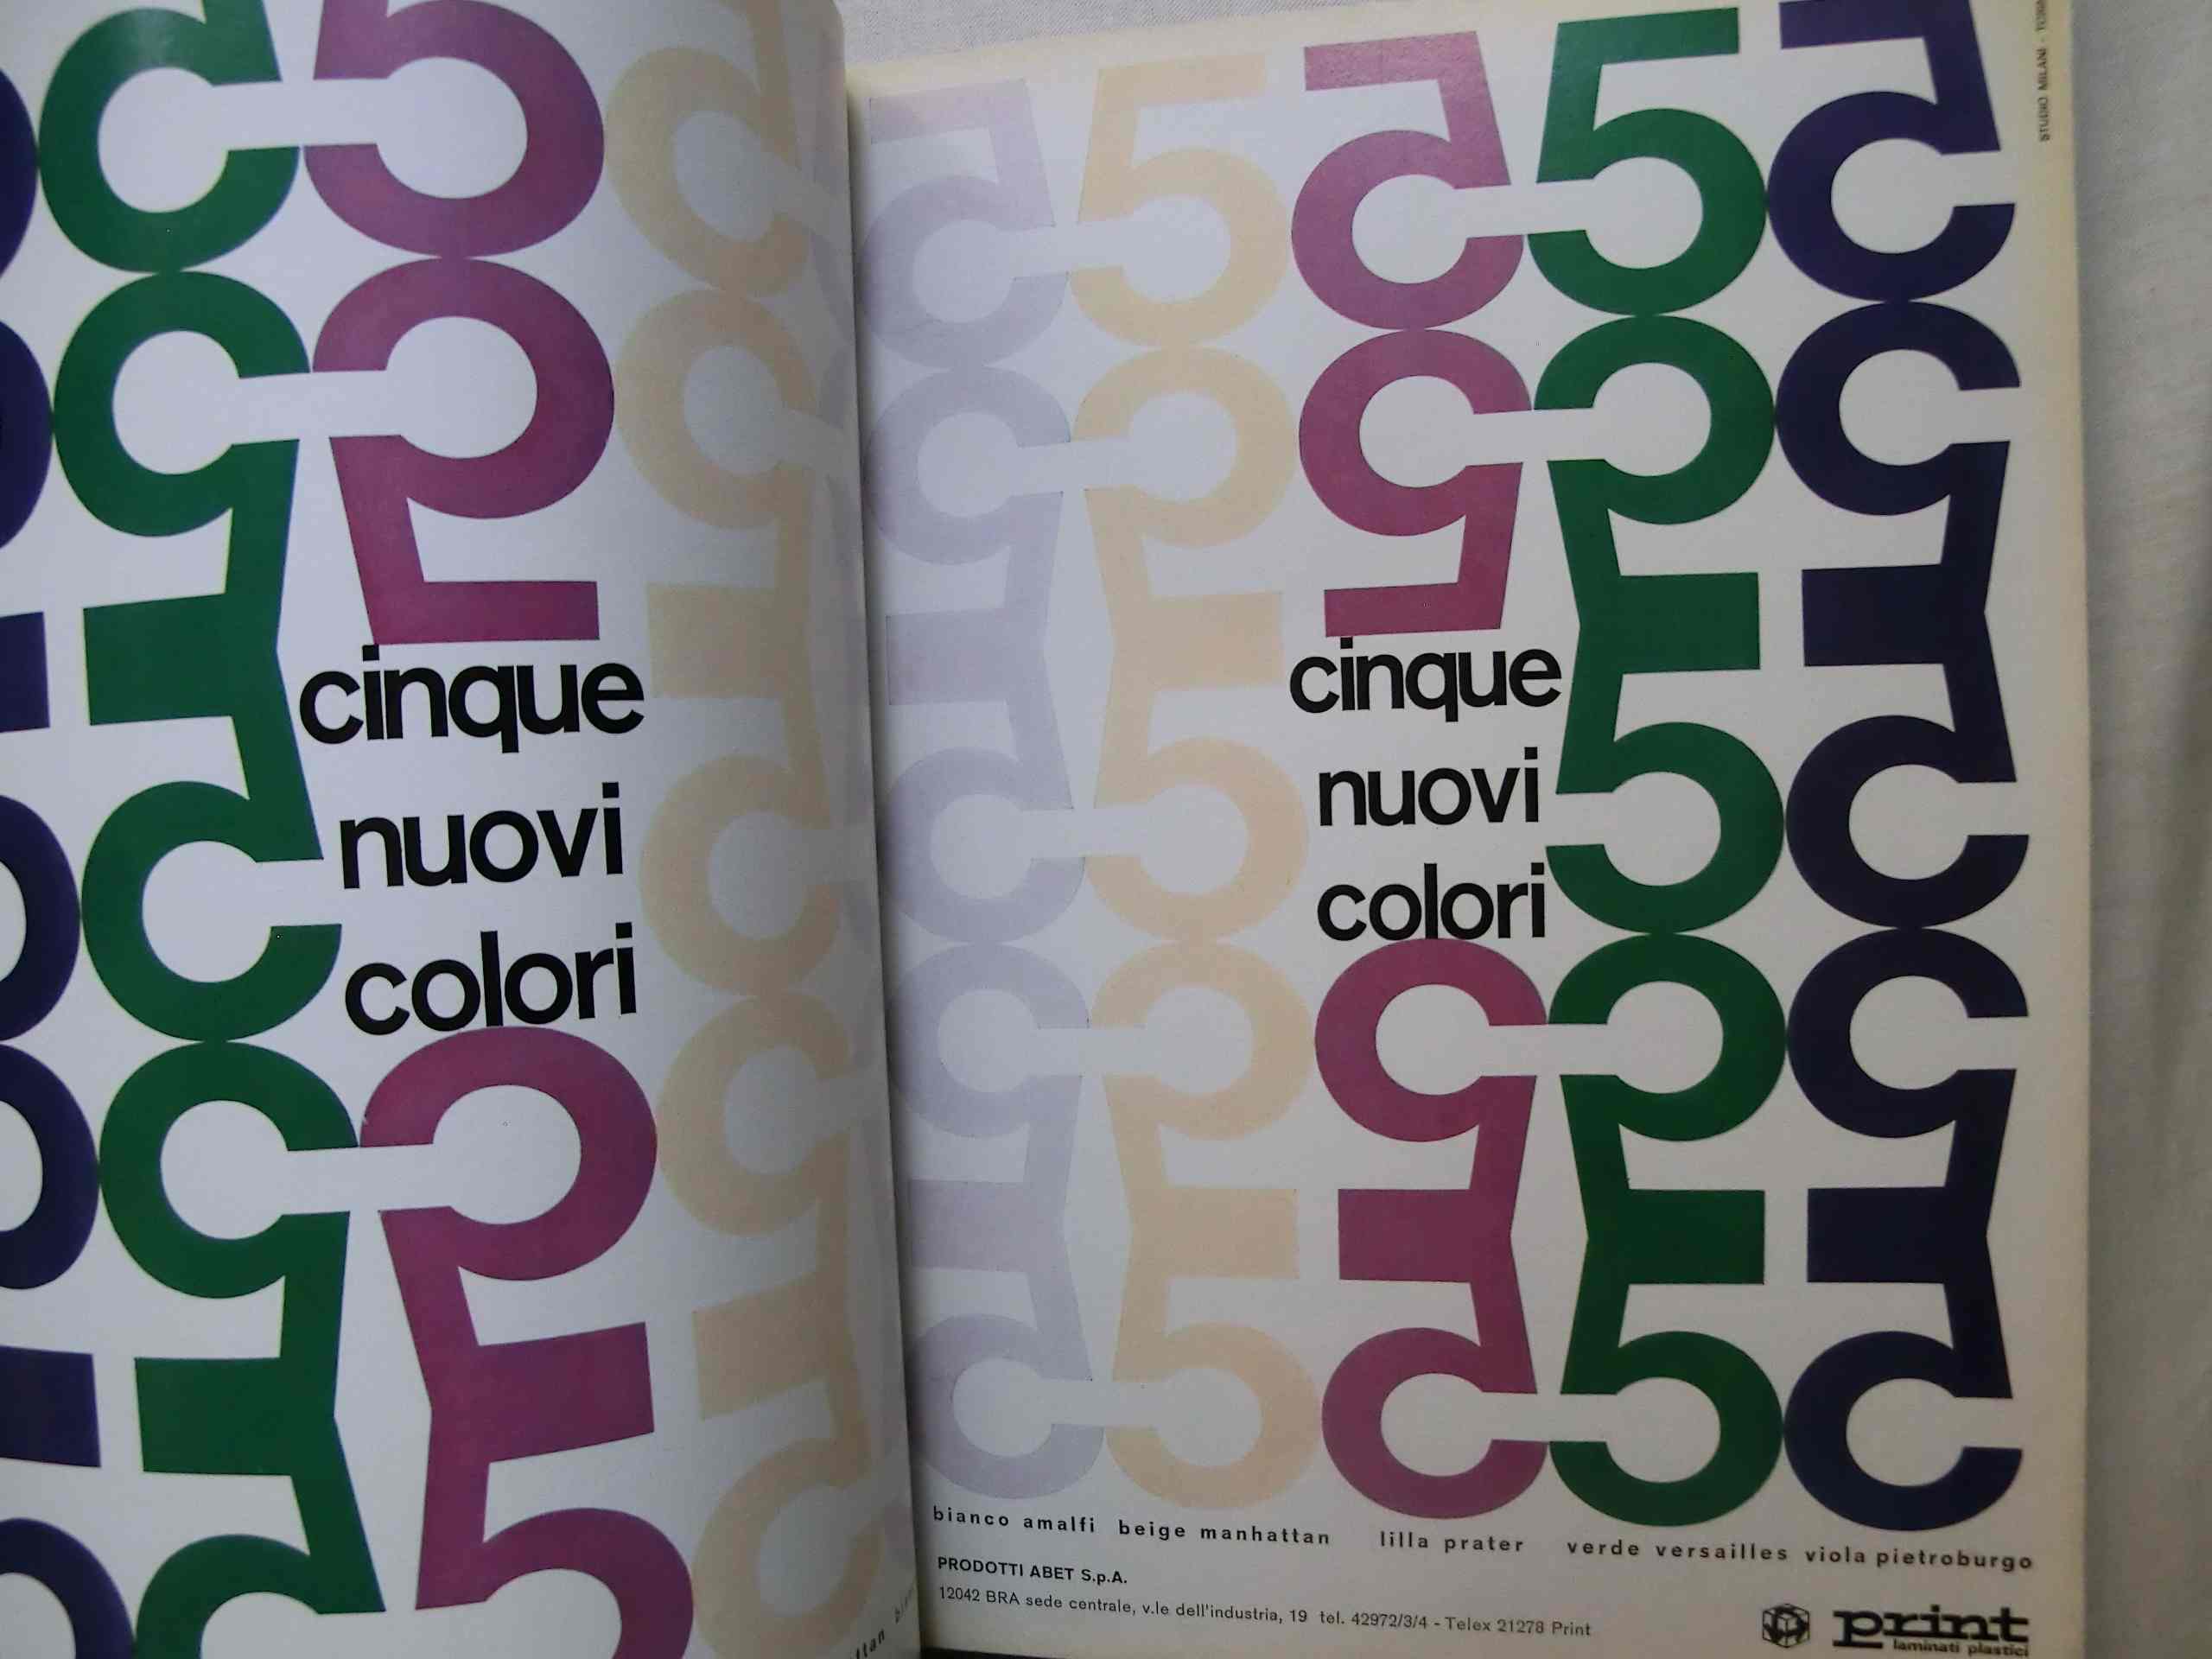 cinque
nuovi
colori
ttan
STUDIO MILANI -
cinque
nuovi
colori
bianco amalfi beige manhattan lilla prater verde versailles viola pietroburgo
PRODOTTI ABET S.p.A.
12042 BRA sede centrale, v.le dell'industria, 19 tel. 42972/3/4 - Telex 21278 Print
print
laminati plastici